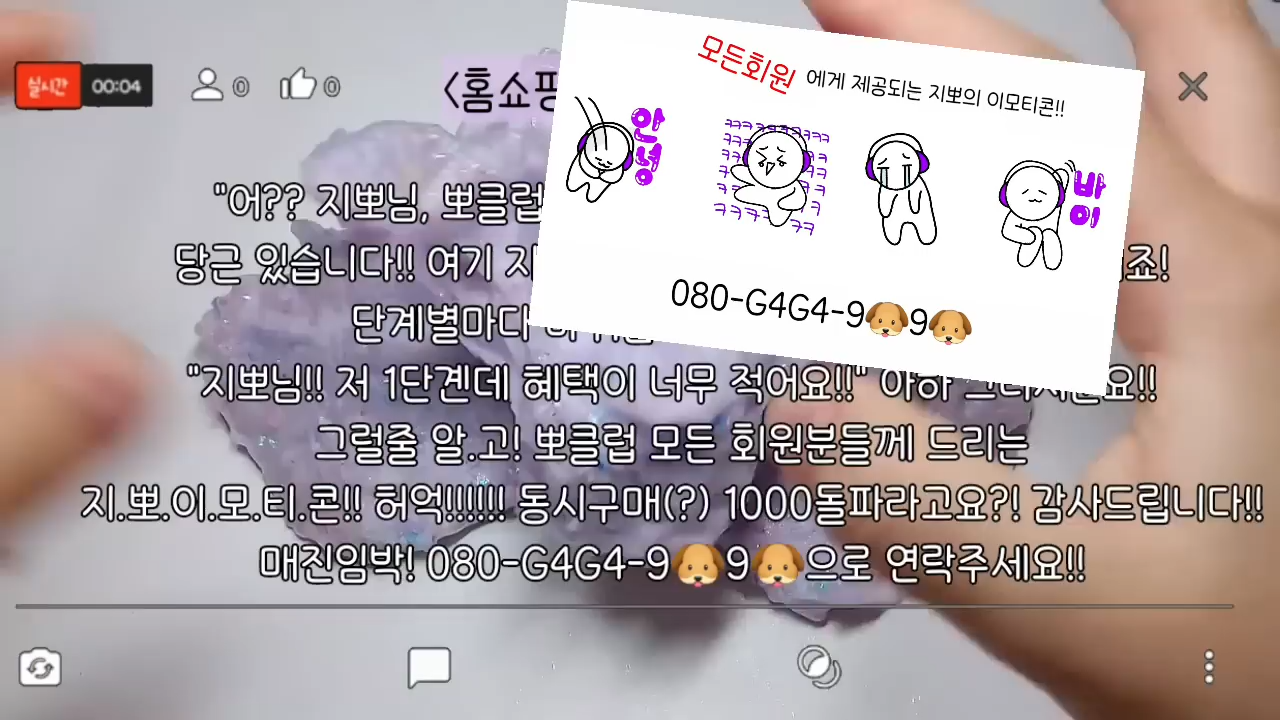 실시간 00:04 0 0
<홈쇼핑
모든회원 에게 제공되는 지뽀의 이모티콘!!
안녕
ㅋㅋㅋㅋㅋㅋㅋㅋㅋ
바이
080-G4G4-9🐶9🐶
"어?? 지뽀님, 뽀클럽
당근 있습니다!! 여기 지 죠!
단계별마다
"지뽀님!! 저 1단곈데 혜택이 너무 적어요!!" 아하
그럴줄 알.고! 뽀클럽 모든 회원분들께 드리는
지.뽀.이.모.티.콘!! 허억!!!!!! 동시구매(?) 1000돌파라고요?! 감사드립니다!!
매진임박! 080-G4G4-9🐶9🐶으로 연락주세요!!